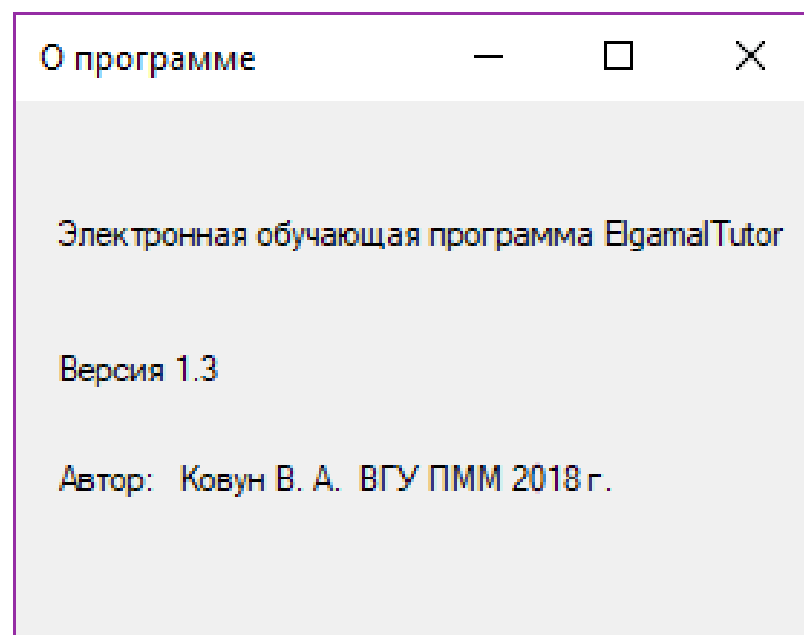 О программе
Электронная обучающая программа ElgamalTutor
Версия 1.3
Автор: Ковун В. А. ВГУ ПММ 2018 г.